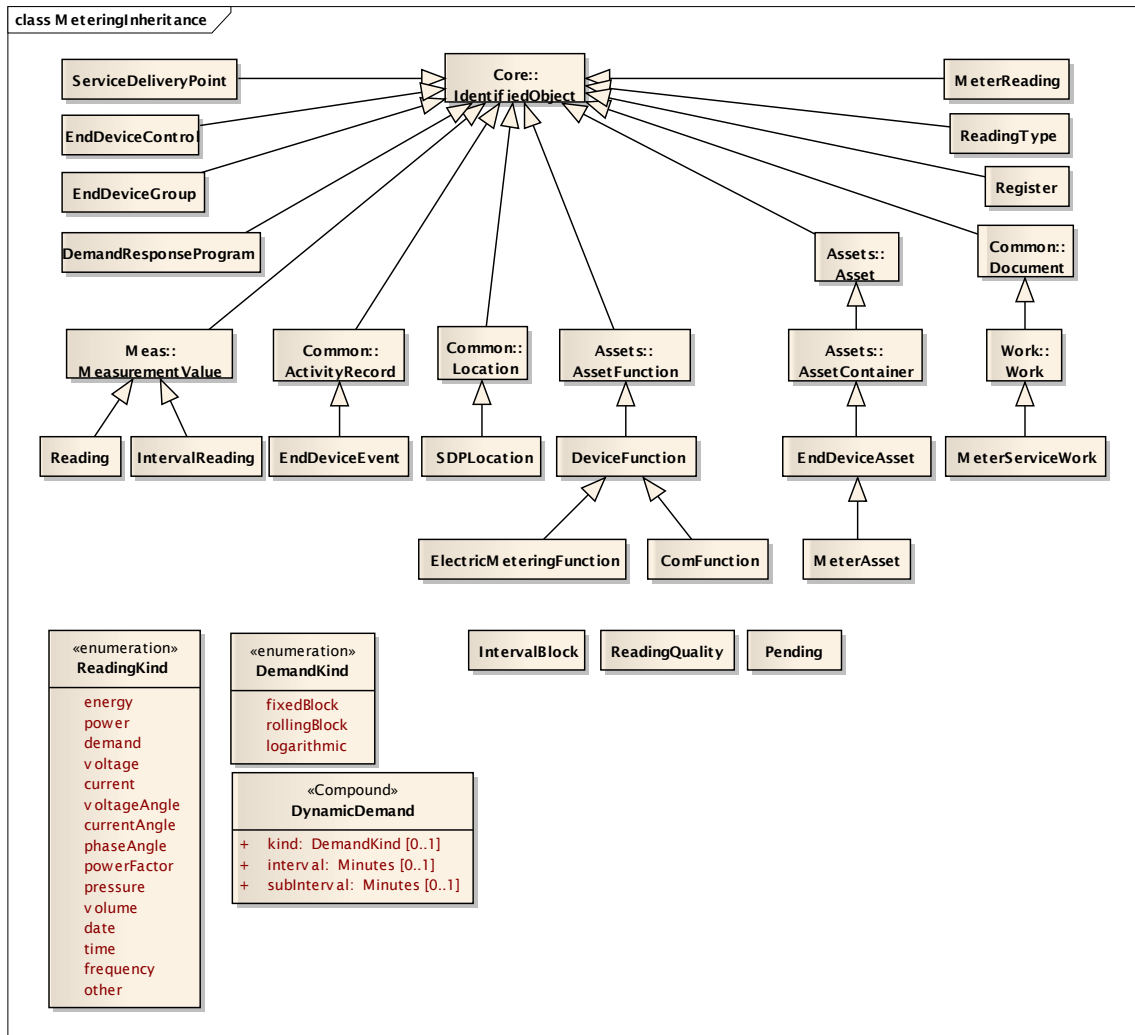 class MeteringInheritance
Core::
IdentifiedObject
ServiceDeliveryPoint
MeterReading
EndDeviceControl
ReadingType
EndDeviceGroup
Register
DemandResponseProgram
Assets::
Asset
Common::
Document
Meas::
MeasurementValue
Common::
ActivityRecord
Common::
Location
Assets::
AssetFunction
Assets::
AssetContainer
Work::
Work
Reading
IntervalReading
EndDeviceEvent
SDPLocation
DeviceFunction
EndDeviceAsset
MeterServiceWork
ElectricMeteringFunction
ComFunction
MeterAsset
«enumeration»
ReadingKind
energy
power
demand
voltage
current
voltageAngle
currentAngle
phaseAngle
powerFactor
pressure
volume
date
time
frequency
other
«enumeration»
DemandKind
fixedBlock
rollingBlock
logarithmic
IntervalBlock
ReadingQuality
Pending
«Compound»
DynamicDemand
+ kind: DemandKind [0..1]
+ interval: Minutes [0..1]
+ subInterval: Minutes [0..1]